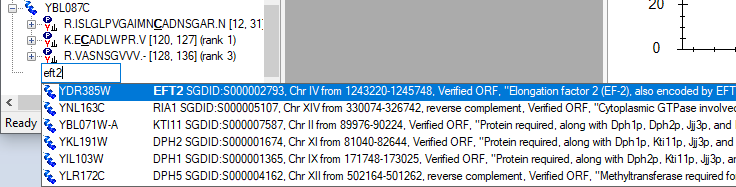 YBL087C
20
R.ISLGLPVGAIMNCADNSGAR.N [12, 31]
K.ECADLWPR.V [120, 127] (rank 1)
R.VASNSGVVV.- [128, 136] (rank 3)
0
eft2
YDR385W EFT2 SGDID:S000002793, Chr IV from 1243220-1245748, Verified ORF, "Elongation factor 2 (EF-2), also encoded by EFT
YNL163C RIA1 SGDID:S000005107, Chr XIV from 330074-326742, reverse complement, Verified ORF, "Cytoplasmic GTPase involved
Ready YBL071W-A KTI11 SGDID:S000007587, Chr II from 89976-90224, Verified ORF, "Protein required, along with Dph1p, Dph2p, Jjj3p, and
YKL191W DPH2 SGDID:S000001674, Chr XI from 81040-82644, Verified ORF, "Protein required, along with Dph1p, Kti11p, Jjj3p, and
YIL103W DPH1 SGDID:S000001365, Chr IX from 171748-173025, Verified ORF, "Protein required, along with Dph2p, Kti11p, Jjj3p, and
YLR172C DPH5 SGDID:S000004162, Chr XII from 502164-501262, reverse complement, Verified ORF, "Methyltransferase required fo